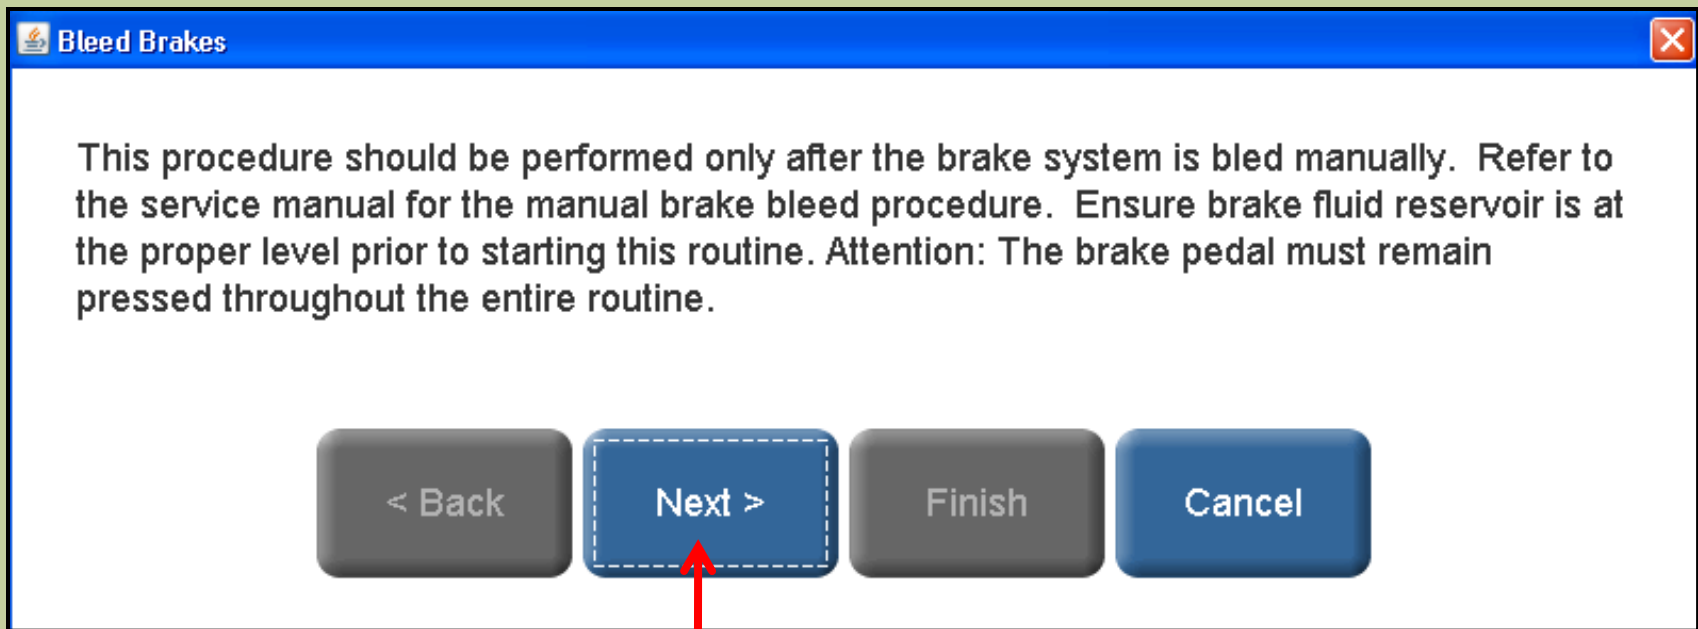 Bleed Brakes
This procedure should be performed only after the brake system is bled manually.  Refer to
the service manual for the manual brake bleed procedure.  Ensure brake fluid reservoir is at
the proper level prior to starting this routine. Attention: The brake pedal must remain
pressed throughout the entire routine.
< Back Next > Finish Cancel